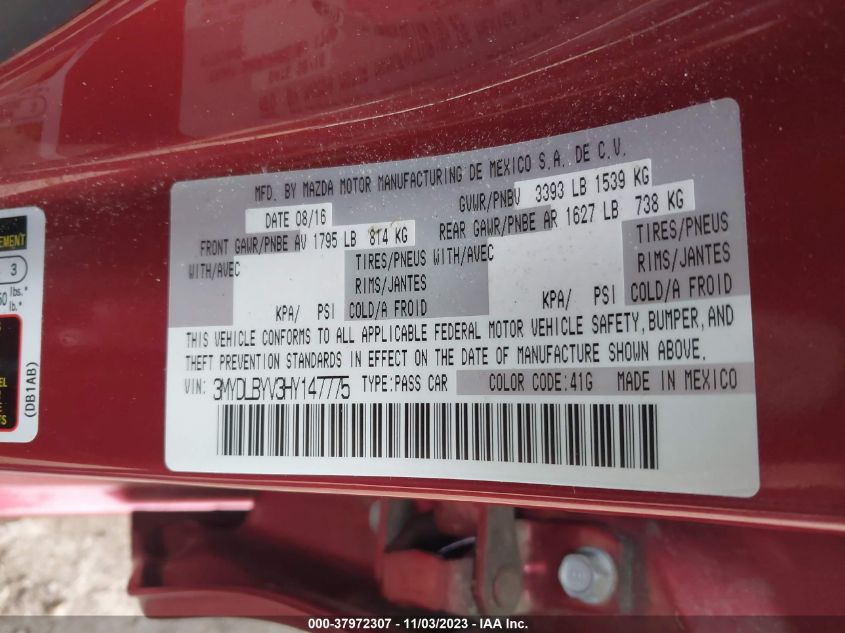 MFD. BY MAZDA MOTOR MANUFACTURING DE MEXICO S.A. DE C.V.
DATE 08/16
GVWR/PNBV 3393 LB 1539 KG
FRONT GAWR/PNBE AV 1795 LB 814 KG
REAR GAWR/PNBE AR 1627 LB 738 KG
WITH/AVEC
TIRES/PNEUS
WITH/AVEC
TIRES/PNEUS
RIMS/JANTES
RIMS/JANTES
KPA/ PSI COLD/A FROID
KPA/ PSI COLD/A FROID
THIS VEHICLE CONFORMS TO ALL APPLICABLE FEDERAL MOTOR VEHICLE SAFETY, BUMPER, AND
THEFT PREVENTION STANDARDS IN EFFECT ON THE DATE OF MANUFACTURE SHOWN ABOVE.
VIN: 3MYDLBYV3HY147775 TYPE:PASS CAR COLOR CODE:41G MADE IN MEXICO
3
lbs.*
lb.*
(DB1AB)
000-37972307 - 11/03/2023 - IAA Inc.